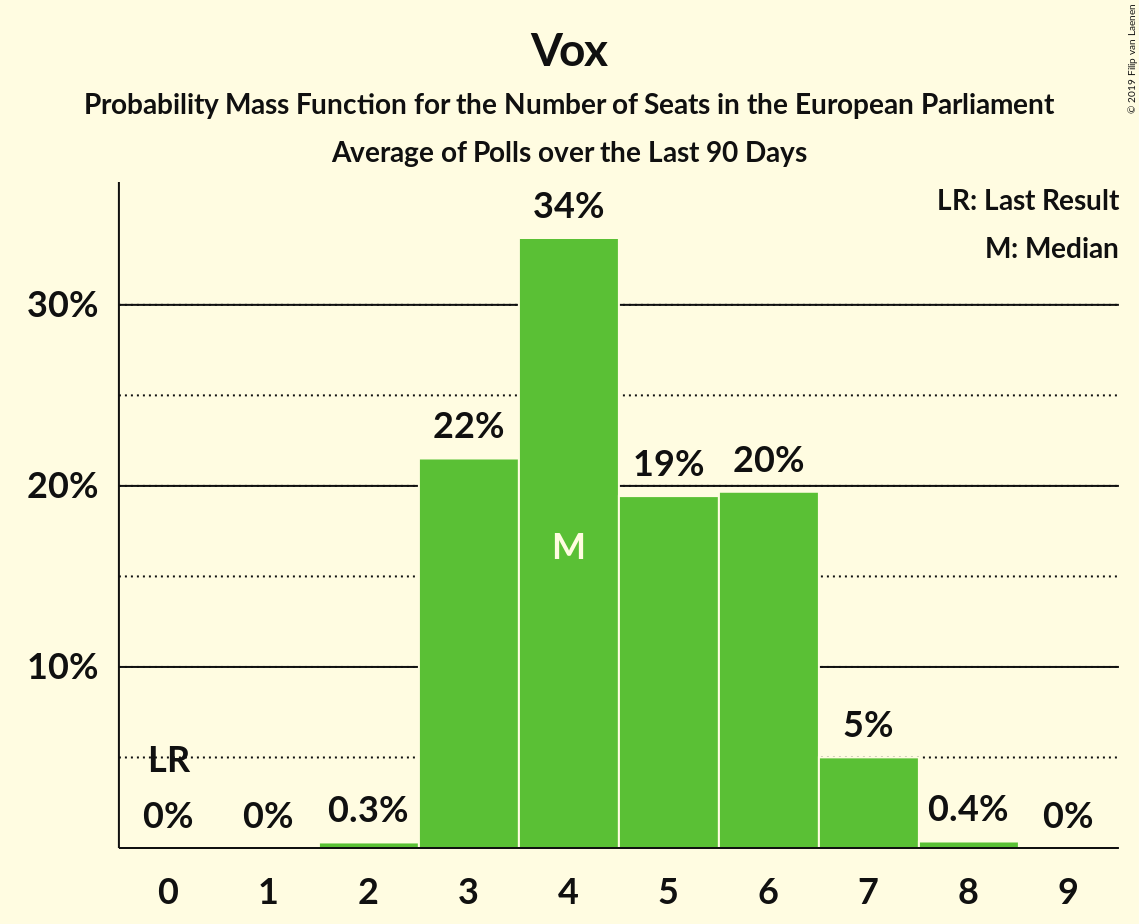 Vox
Probability Mass Function for the Number of Seats in the European Parliament
Average of Polls over the Last 90 Days
© 2019 Filip van Laenen
LR: Last Result
M: Median
34%
30%
22%
19%
20%
20%
M
10%
5%
LR
0%
0%
0.3%
0.4%
0%
0 1 2 3 4 5 6 7 8 9